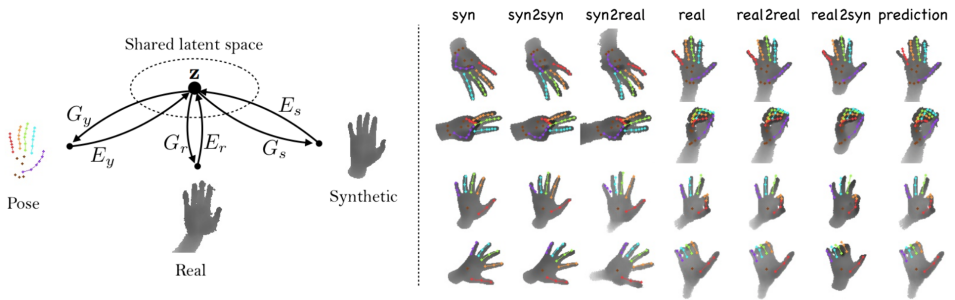 Shared latent space
z
G_y
E_y
G_r
E_r
E_s
G_s
Pose
Real
Synthetic
syn syn2syn syn2real real real2real real2syn prediction